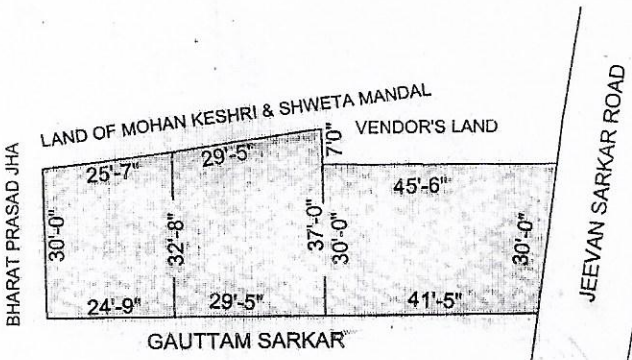 LAND OF MOHAN KESHRI & SHWETA MANDAL
VENDOR'S LAND
7'0"
25'-7"
29'-5"
45'-6"
BHARAT PRASAD JHA
30'-0"
32'-8"
37'-0"
30'-0"
30'-0"
JEEVAN SARKAR ROAD
24'-9"
29'-5"
41'-5"
GAUTTAM SARKAR